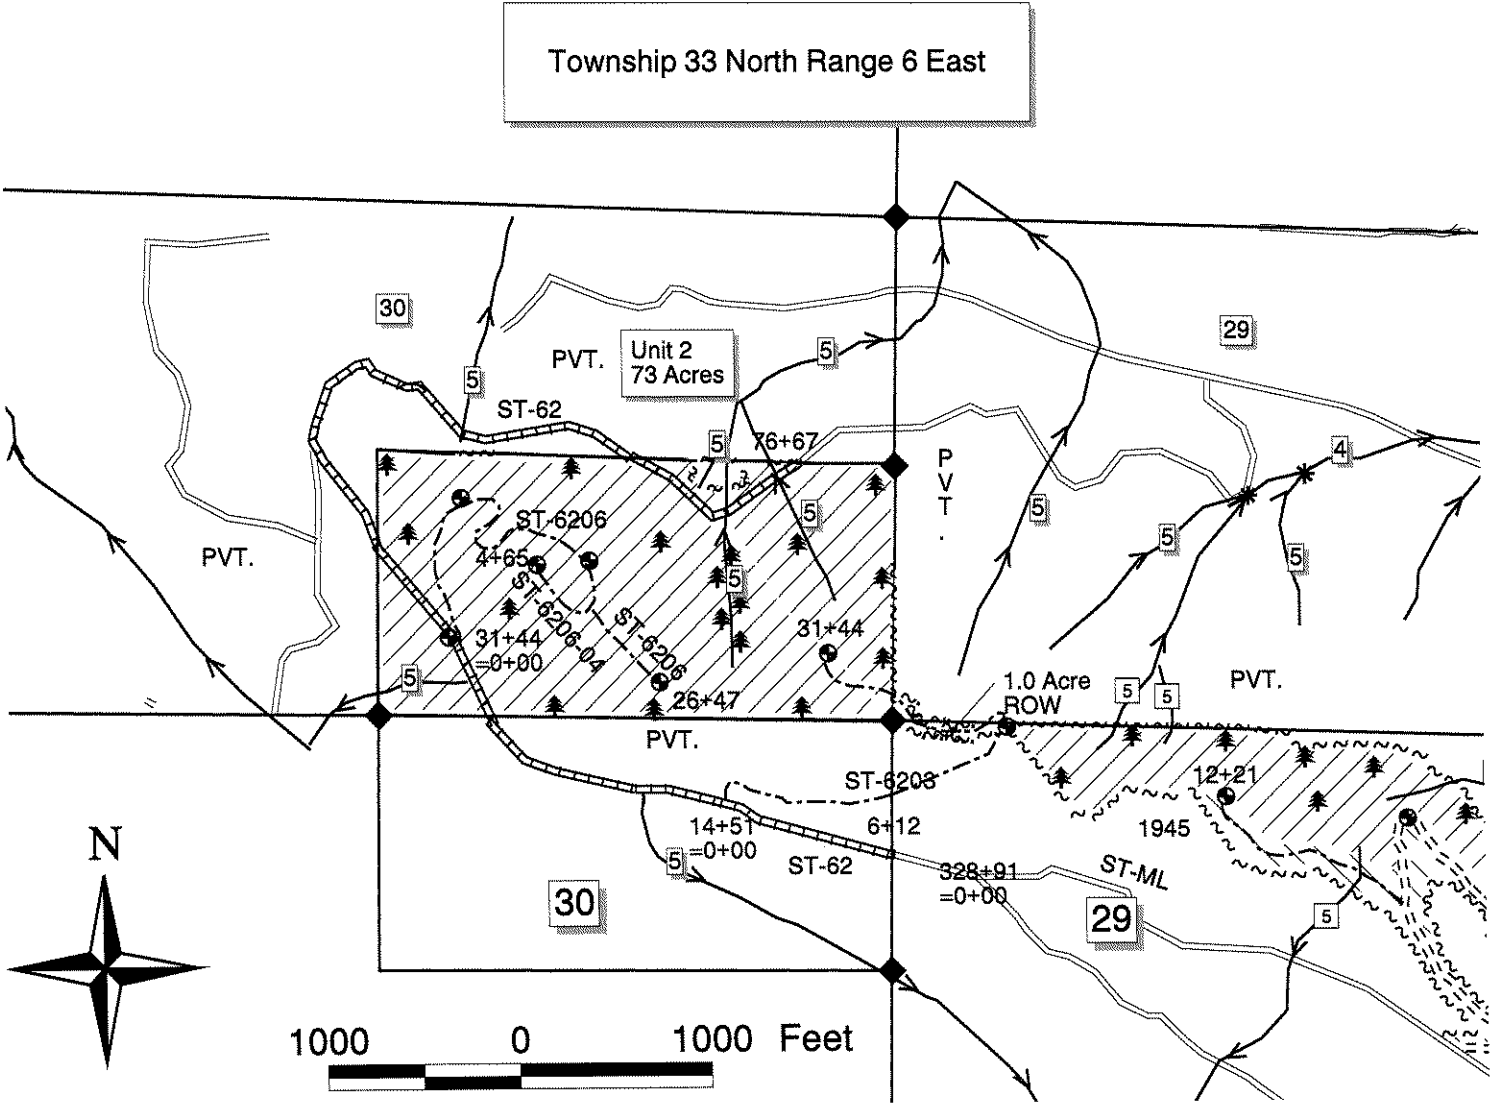 Township 33 North Range 6 East
30
29
PVT.
Unit 2
73 Acres
5
5
ST-62
5
76+67
PVT.
4
5
5
5
5
ST-6206
PVT.
4+65
5
ST-6206-04
ST-6206
31+44
=0+00
31+44
5
26+47
1.0 Acre
ROW
5
5
PVT.
PVT.
ST-6203
12+21
14+51
=0+00
6+12
1945
N
5
ST-62
328+91
=0+00
ST-ML
30
29
5
1000
0
1000
Feet